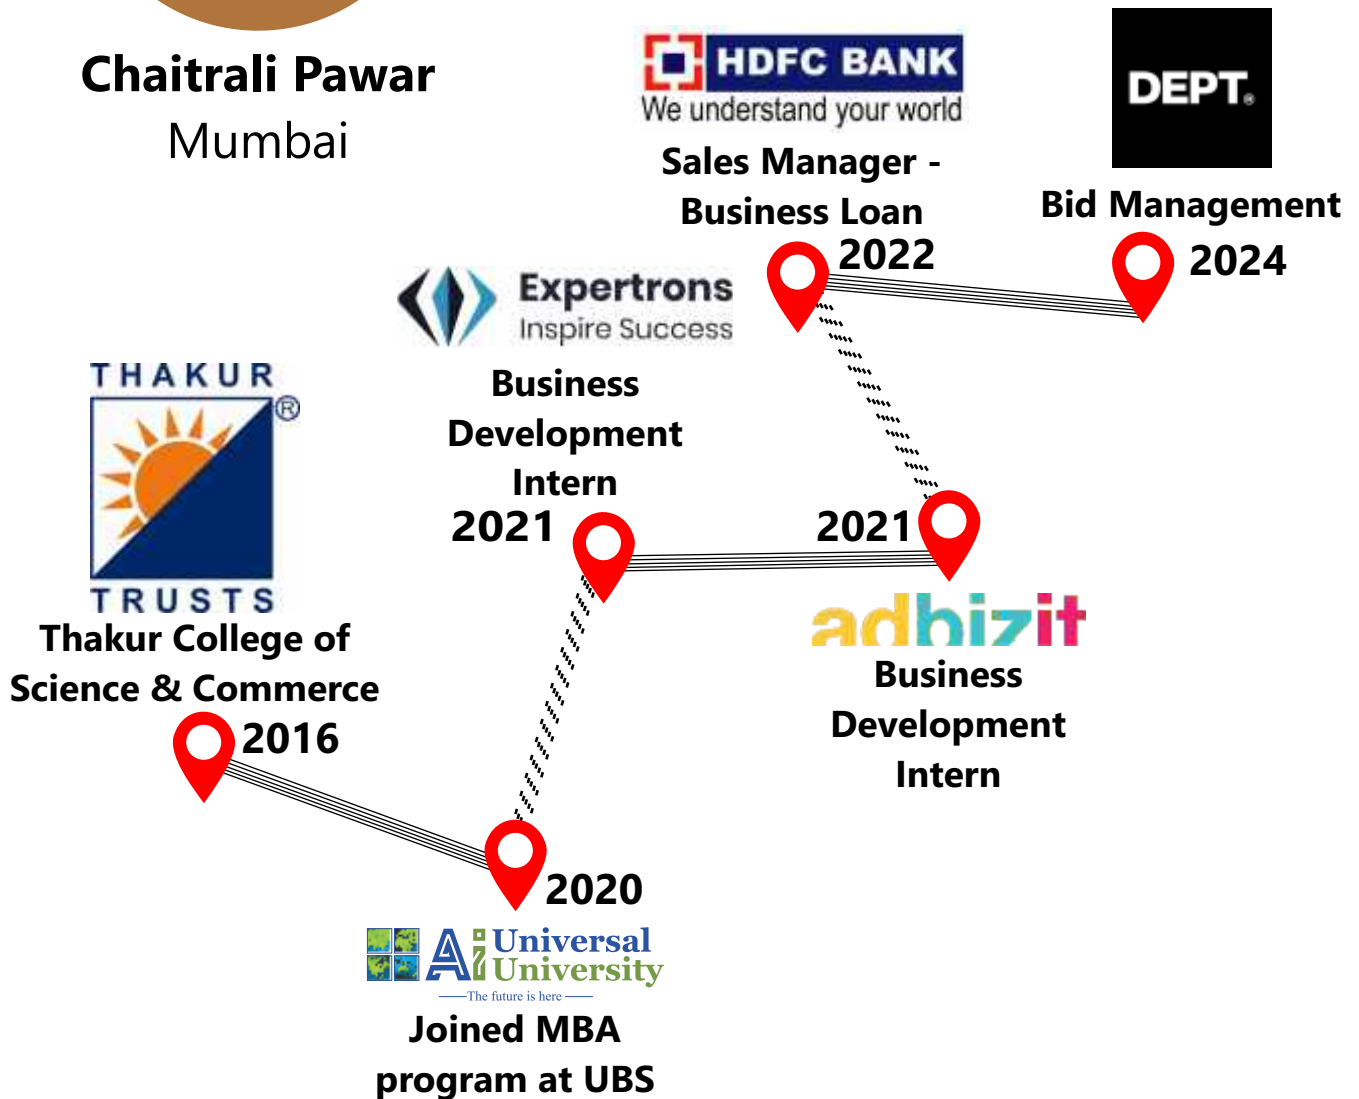 Chaitrali Pawar
Mumbai
HDFC BANK
We understand your world
Sales Manager -
Business Loan
2022
DEPT®
Bid Management
2024
Expertrons
Inspire Success
Business
Development
Intern
2021
2021
adbizit
Business
Development
Intern
THAKUR
®
TRUSTS
Thakur College of
Science & Commerce
2016
2020
Ai Universal
University
The future is here
Joined MBA
program at UBS